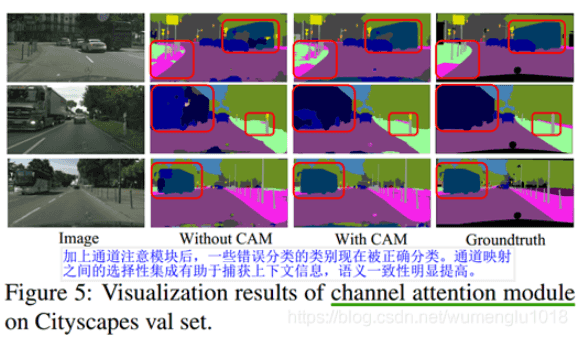 Image
Without CAM
With CAM
Groundtruth
加上通道注意模块后，一些错误分类的类别现在被正确分类。通道映射
之间的选择性集成有助于捕获上下文信息，语义一致性明显提高。
Figure 5: Visualization results of channel attention module
on Cityscapes val set.
https://blog.csdn.net/wumenglu1018